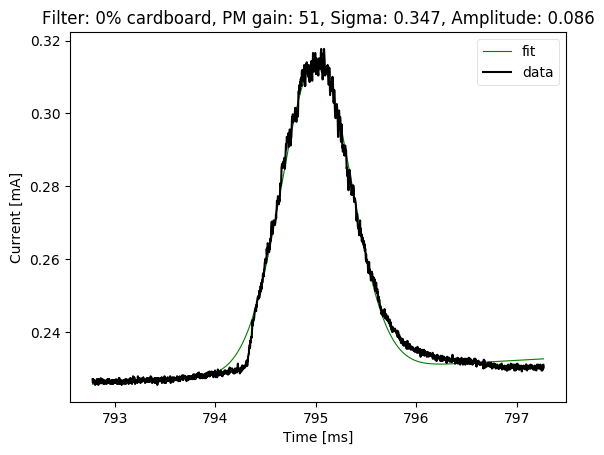 Filter: 0% cardboard, PM gain: 51, Sigma: 0.347, Amplitude: 0.086
fit
data
0.32
0.30
0.28
0.26
0.24
Current [mA]
793 794 795 796 797
Time [ms]